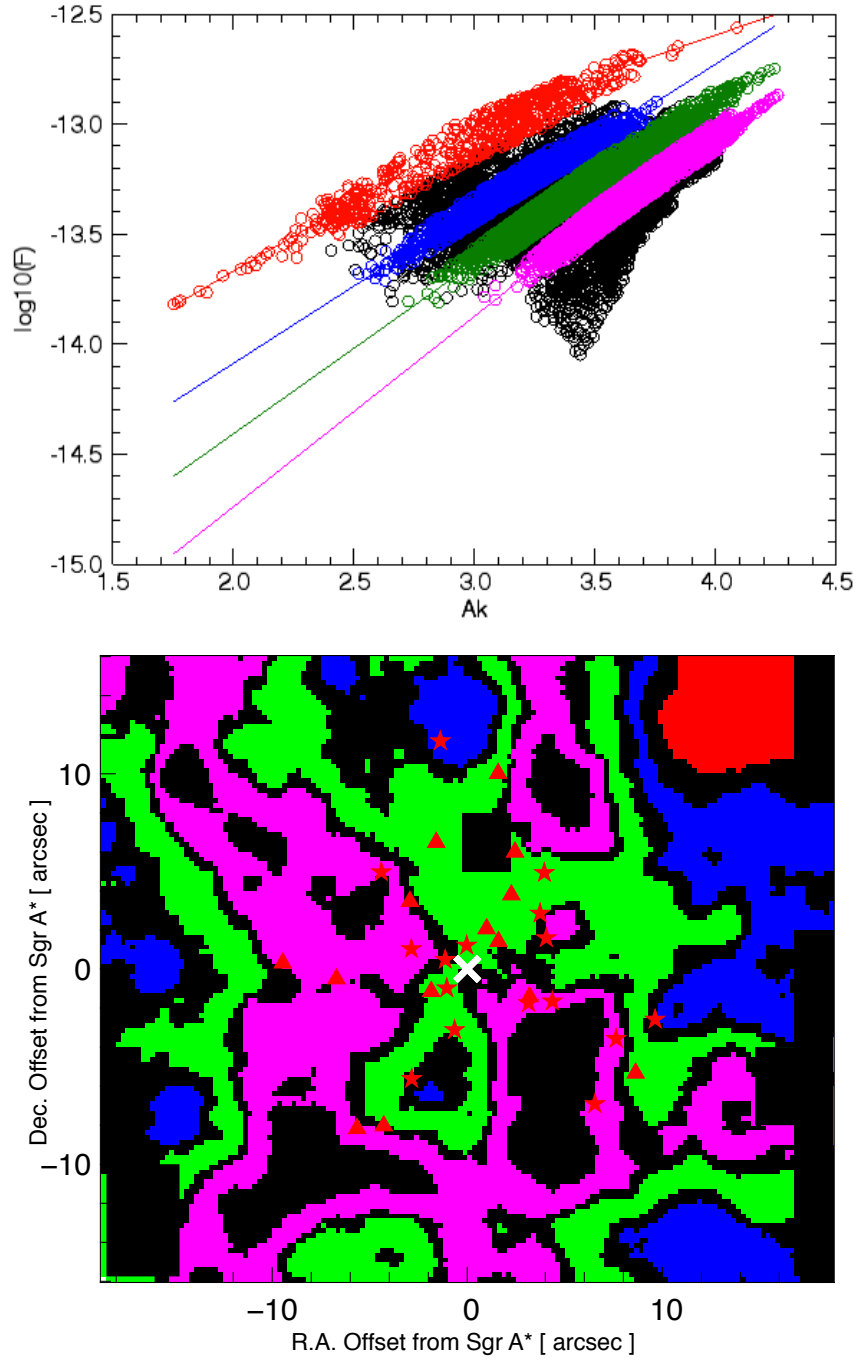 -12.5
-13.0
-13.5
-14.0
-14.5
-15.0
log10(F)
1.5 2.0 2.5 3.0 3.5 4.0 4.5
Ak
10
0
−10
Dec. Offset from Sgr A* [ arcsec ]
−10 0 10
R.A. Offset from Sgr A* [ arcsec ]